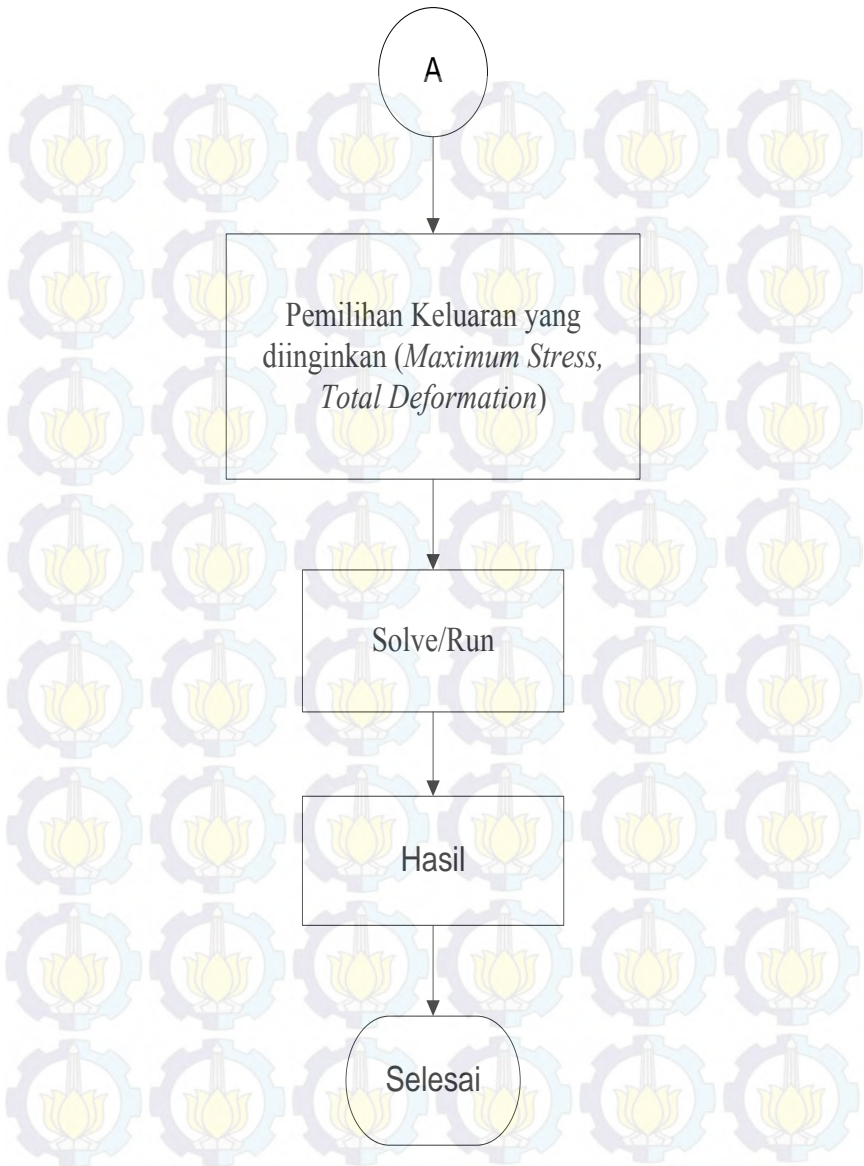 A
Pemilihan Keluaran yang
diinginkan (Maximum Stress,
Total Deformation)
Solve/Run
Hasil
Selesai